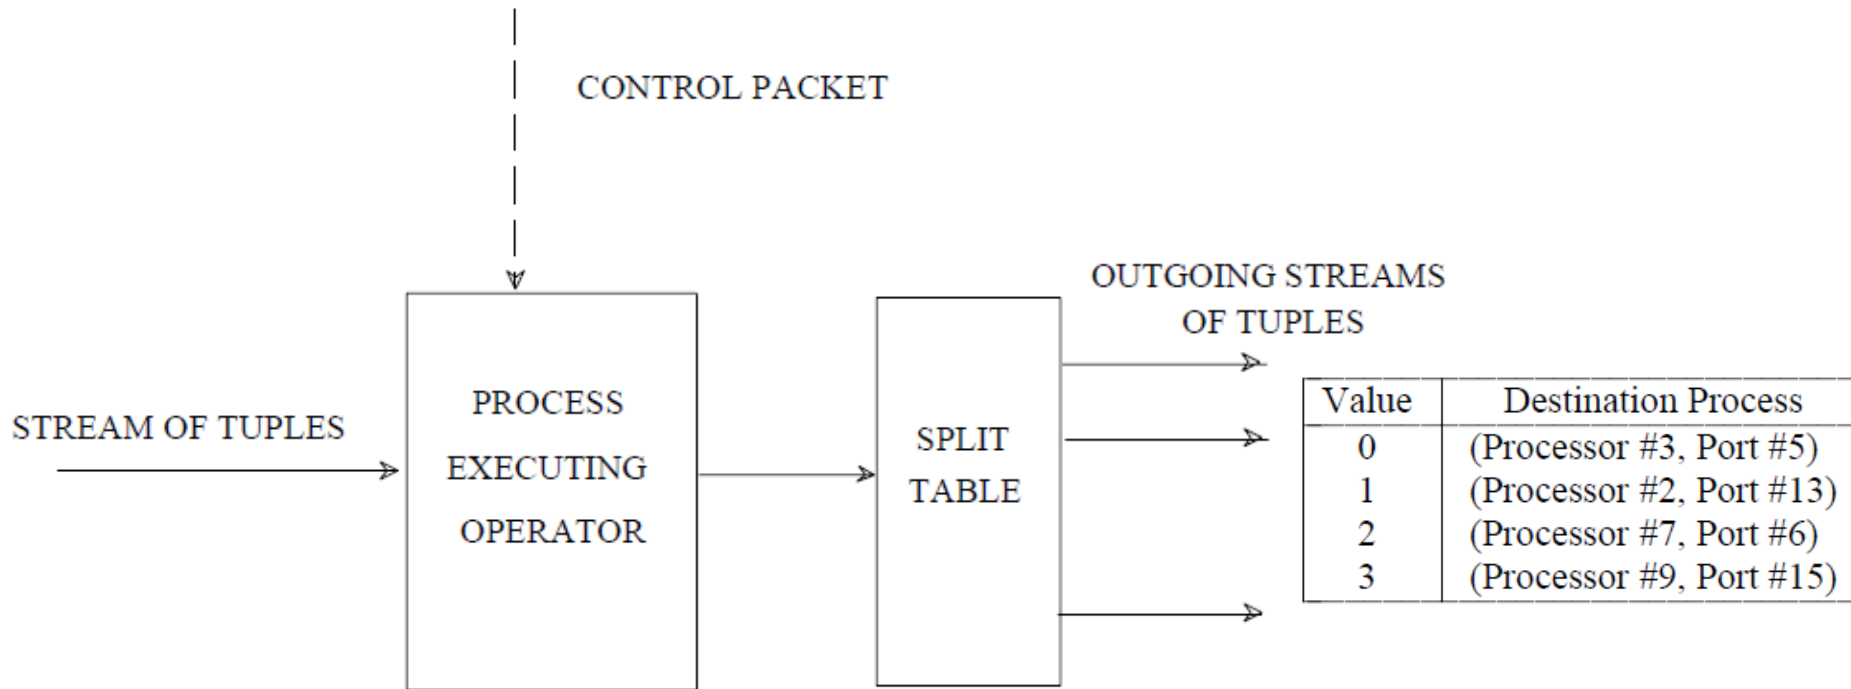 CONTROL PACKET
OUTGOING STREAMS
OF TUPLES
STREAM OF TUPLES
PROCESS
EXECUTING
OPERATOR
SPLIT
TABLE
Value Destination Process
0 (Processor #3, Port #5)
1 (Processor #2, Port #13)
2 (Processor #7, Port #6)
3 (Processor #9, Port #15)